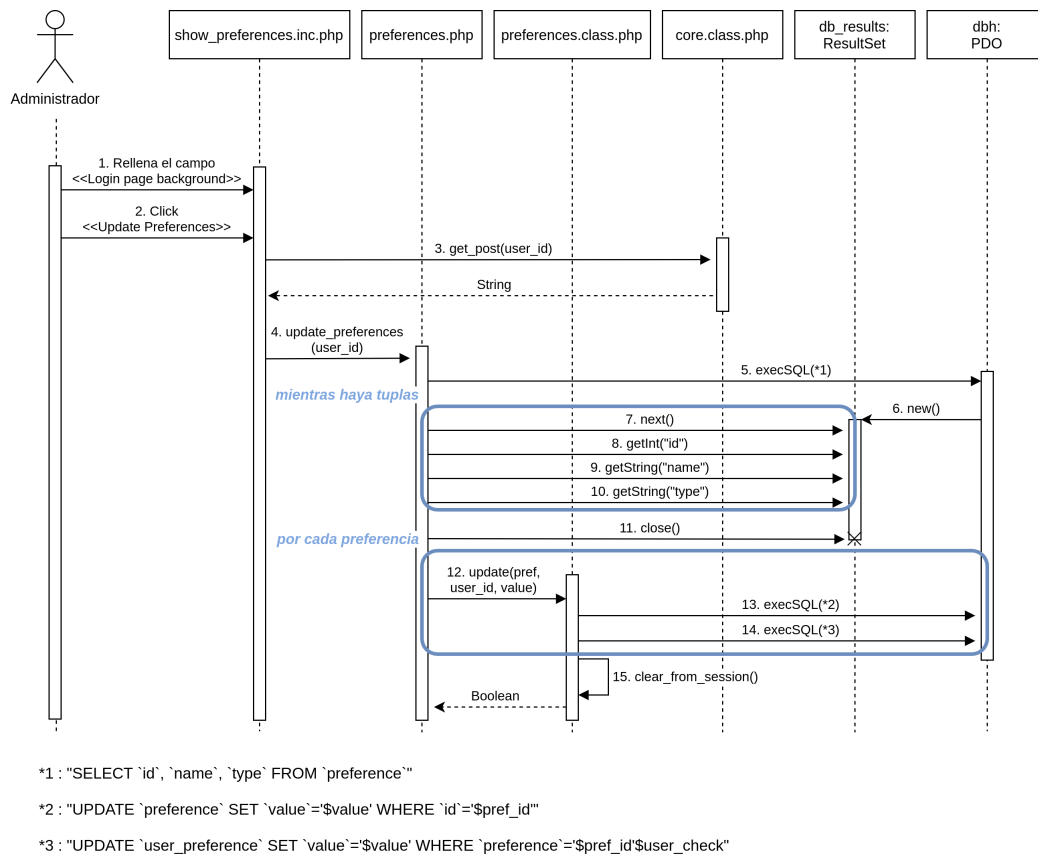 show_preferences.inc.php
preferences.php
preferences.class.php
core.class.php
db_results:
ResultSet
dbh:
PDO
Administrador
1. Rellena el campo
<<Login page background>>
2. Click
<<Update Preferences>>
3. get_post(user_id)
String
4. update_preferences
(user_id)
5. execSQL(*1)
mientras haya tuplas
6. new()
7. next()
8. getInt("id")
9. getString("name")
10. getString("type")
11. close()
por cada preferencia
12. update(pref,
user_id, value)
13. execSQL(*2)
14. execSQL(*3)
15. clear_from_session()
Boolean
*1 : "SELECT `id`, `name`, `type` FROM `preference`"
*2 : "UPDATE `preference` SET `value`='$value' WHERE `id`='$pref_id'"
*3 : "UPDATE `user_preference` SET `value`='$value' WHERE `preference`='$pref_id'$user_check"